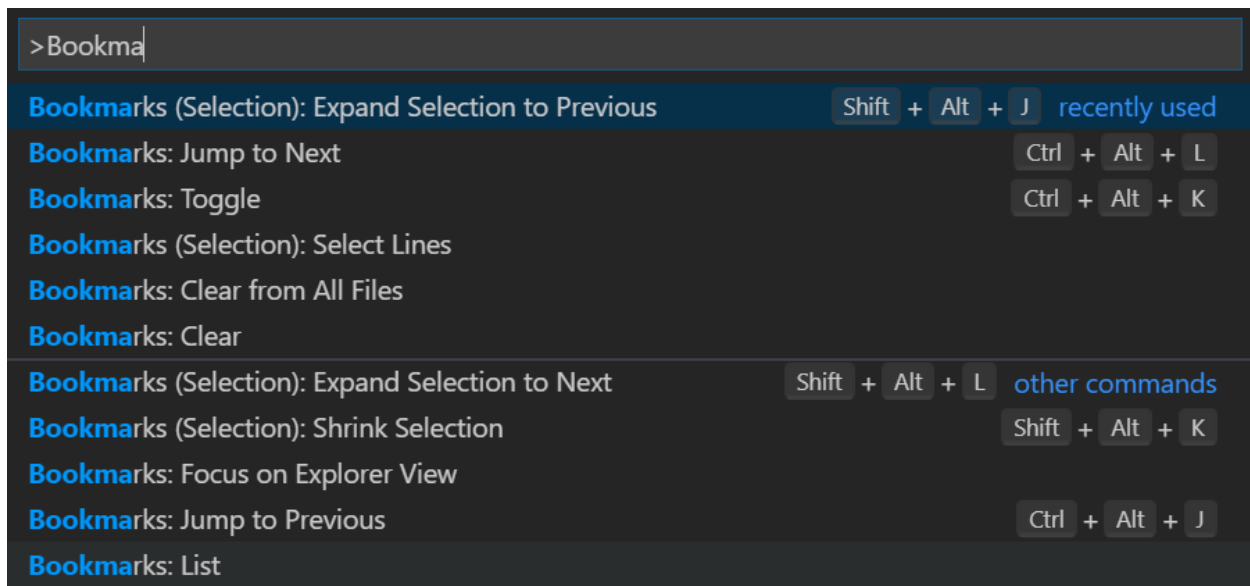 >Bookma
Bookmarks (Selection): Expand Selection to Previous Shift + Alt + J recently used
Bookmarks: Jump to Next Ctrl + Alt + L
Bookmarks: Toggle Ctrl + Alt + K
Bookmarks (Selection): Select Lines
Bookmarks: Clear from All Files
Bookmarks: Clear
Bookmarks (Selection): Expand Selection to Next Shift + Alt + L other commands
Bookmarks (Selection): Shrink Selection Shift + Alt + K
Bookmarks: Focus on Explorer View
Bookmarks: Jump to Previous Ctrl + Alt + J
Bookmarks: List